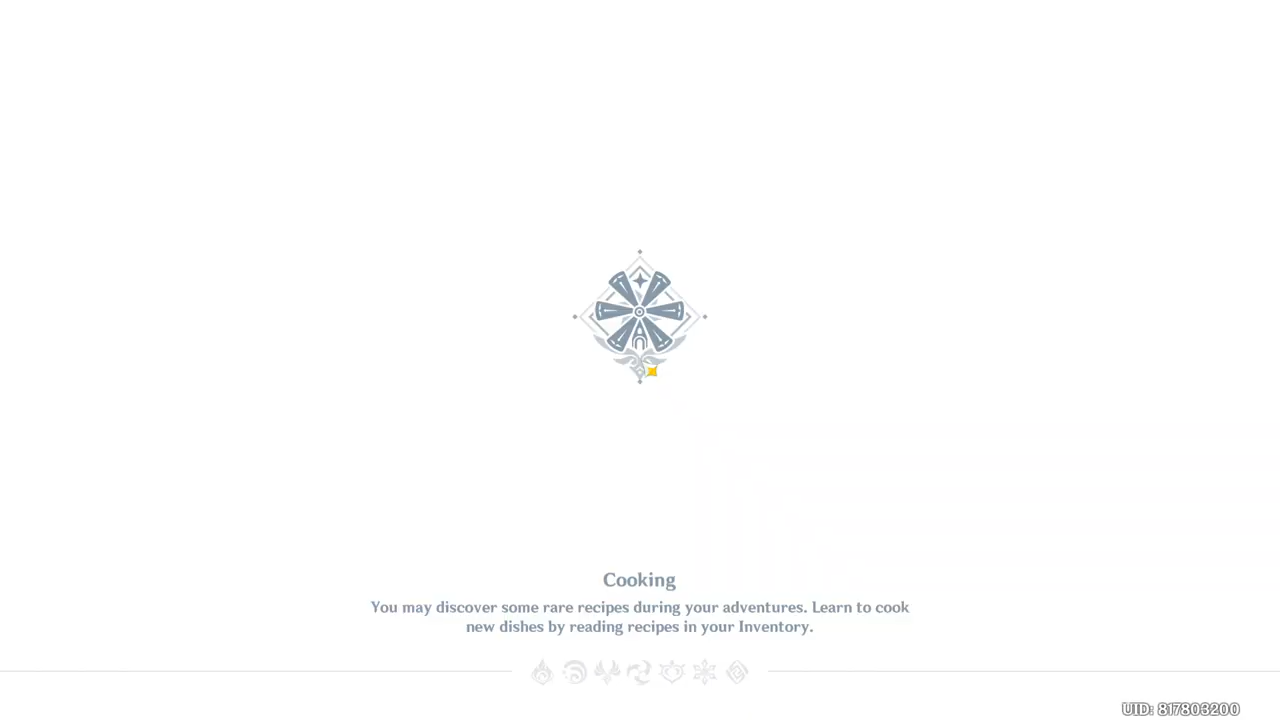 Cooking
You may discover some rare recipes during your adventures. Learn to cook
new dishes by reading recipes in your Inventory.
UID: 817803200